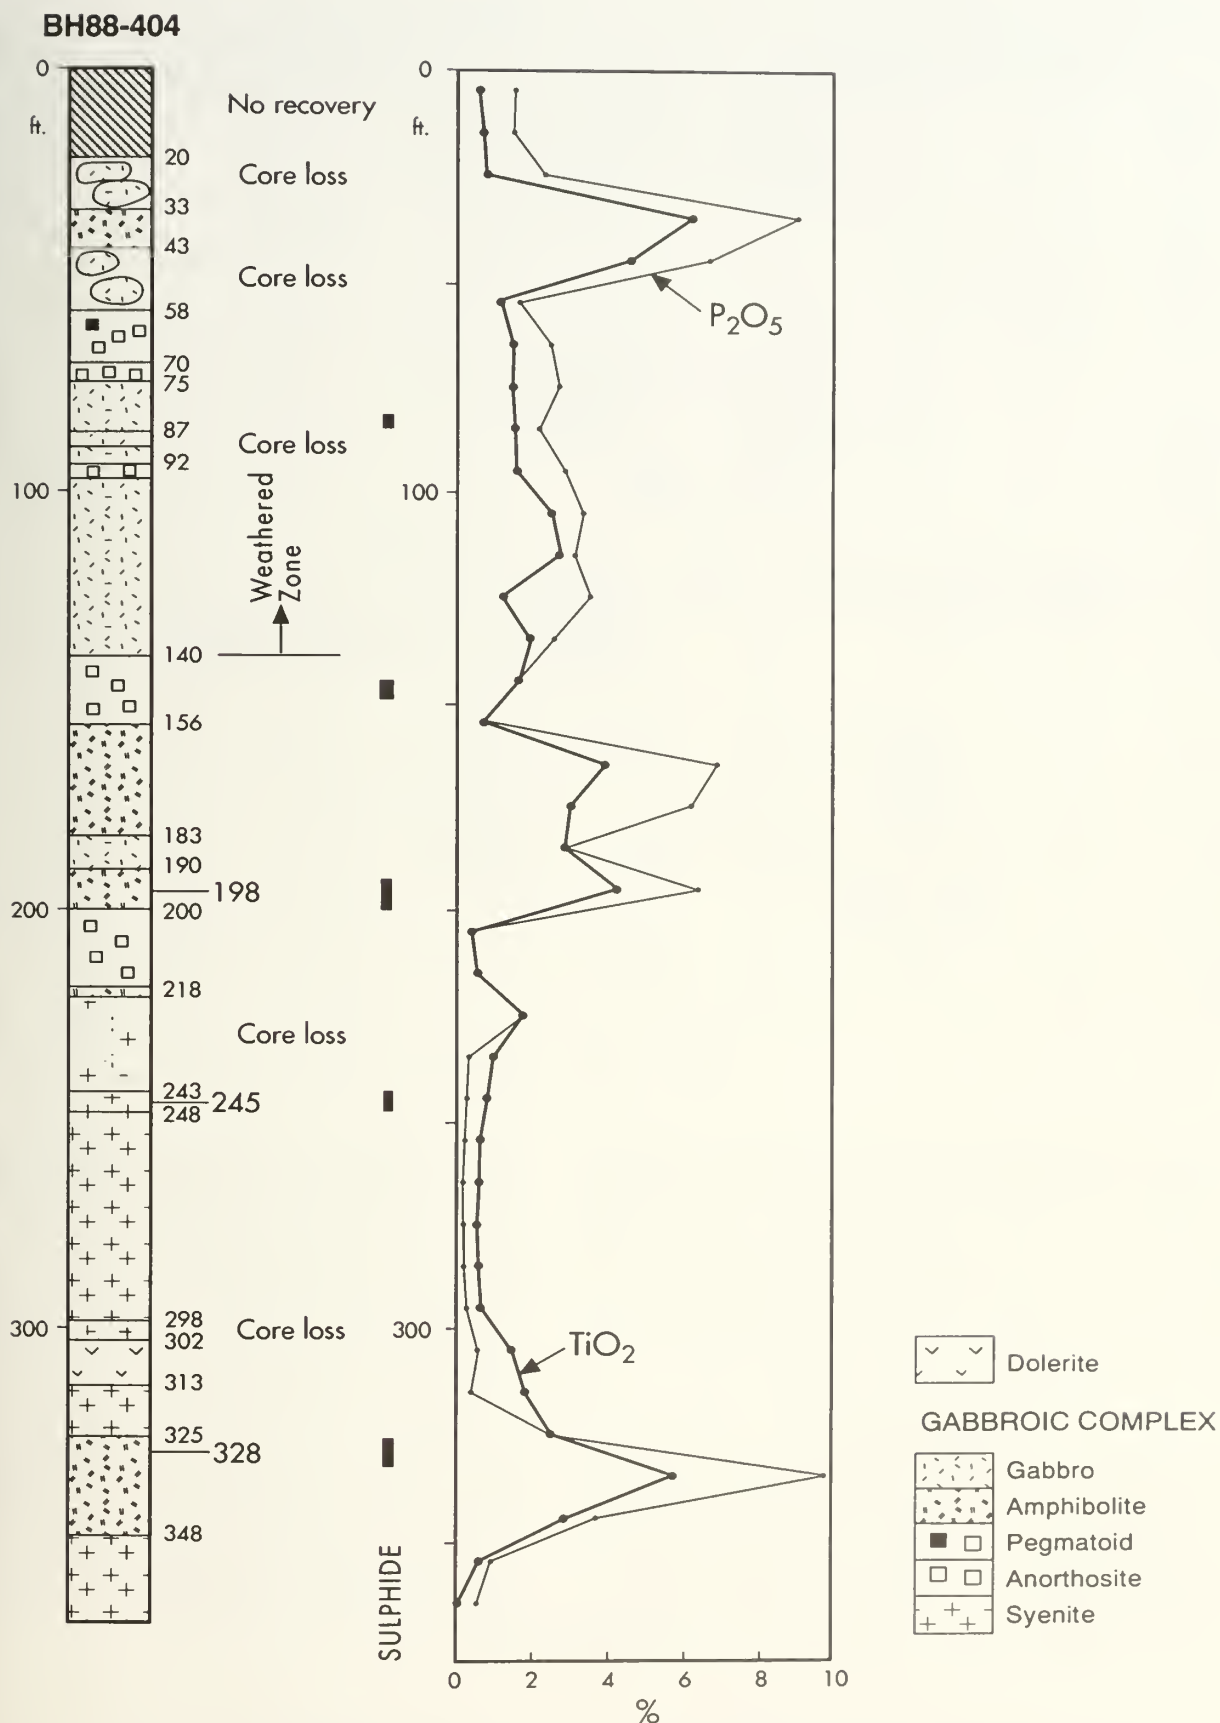 BH88-404
0
ft.
No recovery
20
Core loss
33
43
Core loss
58
70
75
87
Core loss
92
100
Weathered
Zone
140
156
183
190
198
200
200
218
Core loss
243
245
248
298
300
Core loss
302
313
325
328
348
SULPHIDE
0
ft.
P2O5
100
300
TiO2
0 2 4 6 8 10
%
Dolerite
GABBROIC COMPLEX
Gabbro
Amphibolite
Pegmatoid
Anorthosite
Syenite